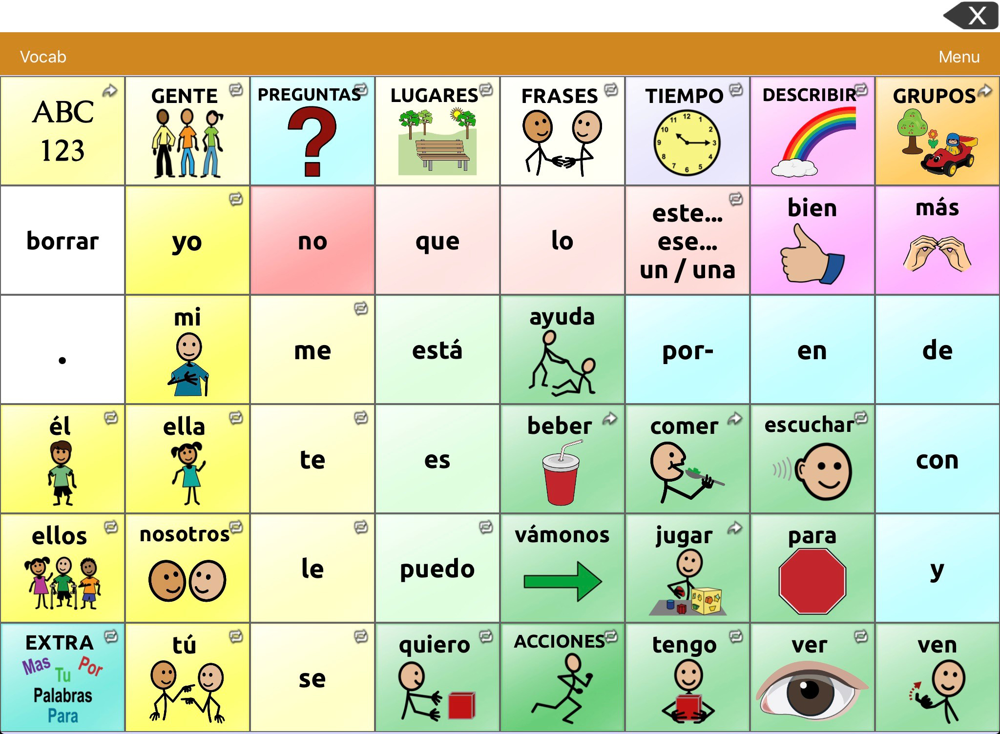 X
Vocab Menu
ABC
123
GENTE
PREGUNTAS
?
LUGARES
FRASES
TIEMPO
12
1
2
3
4
5
6
7
8
9
10
11
DESCRIBIR
GRUPOS
borrar
yo
no
que
lo
este...
ese...
un / una
bien
más
.
mi
me
está
ayuda
por-
en
de
él
ella
te
es
beber
comer
escuchar
con
ellos
nosotros
le
puedo
vámonos
jugar
para
y
EXTRA
Mas Tu Por
Palabras
Para
tú
se
quiero
ACCIONES
tengo
ver
ven